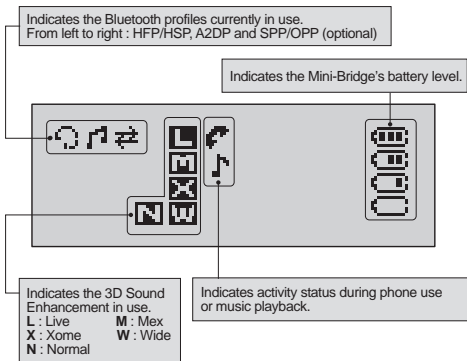 Indicates the Bluetooth profiles currently in use.
From left to right : HFP/HSP, A2DP and SPP/OPP (optional)
Indicates the Mini-Bridge's battery level.
L
M
X
N W
Indicates the 3D Sound
Enhancement in use.
L : Live M : Mex
X : Xome W : Wide
N : Normal
Indicates activity status during phone use
or music playback.